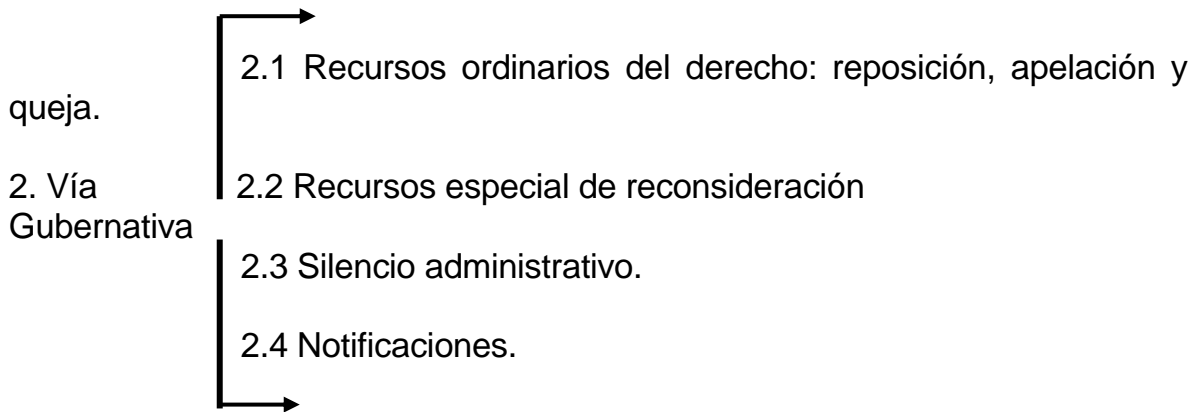 2.1 Recursos ordinarios del derecho: reposición, apelación y
queja.
2. Vía
2.2 Recursos especial de reconsideración
Gubernativa
2.3 Silencio administrativo.
2.4 Notificaciones.